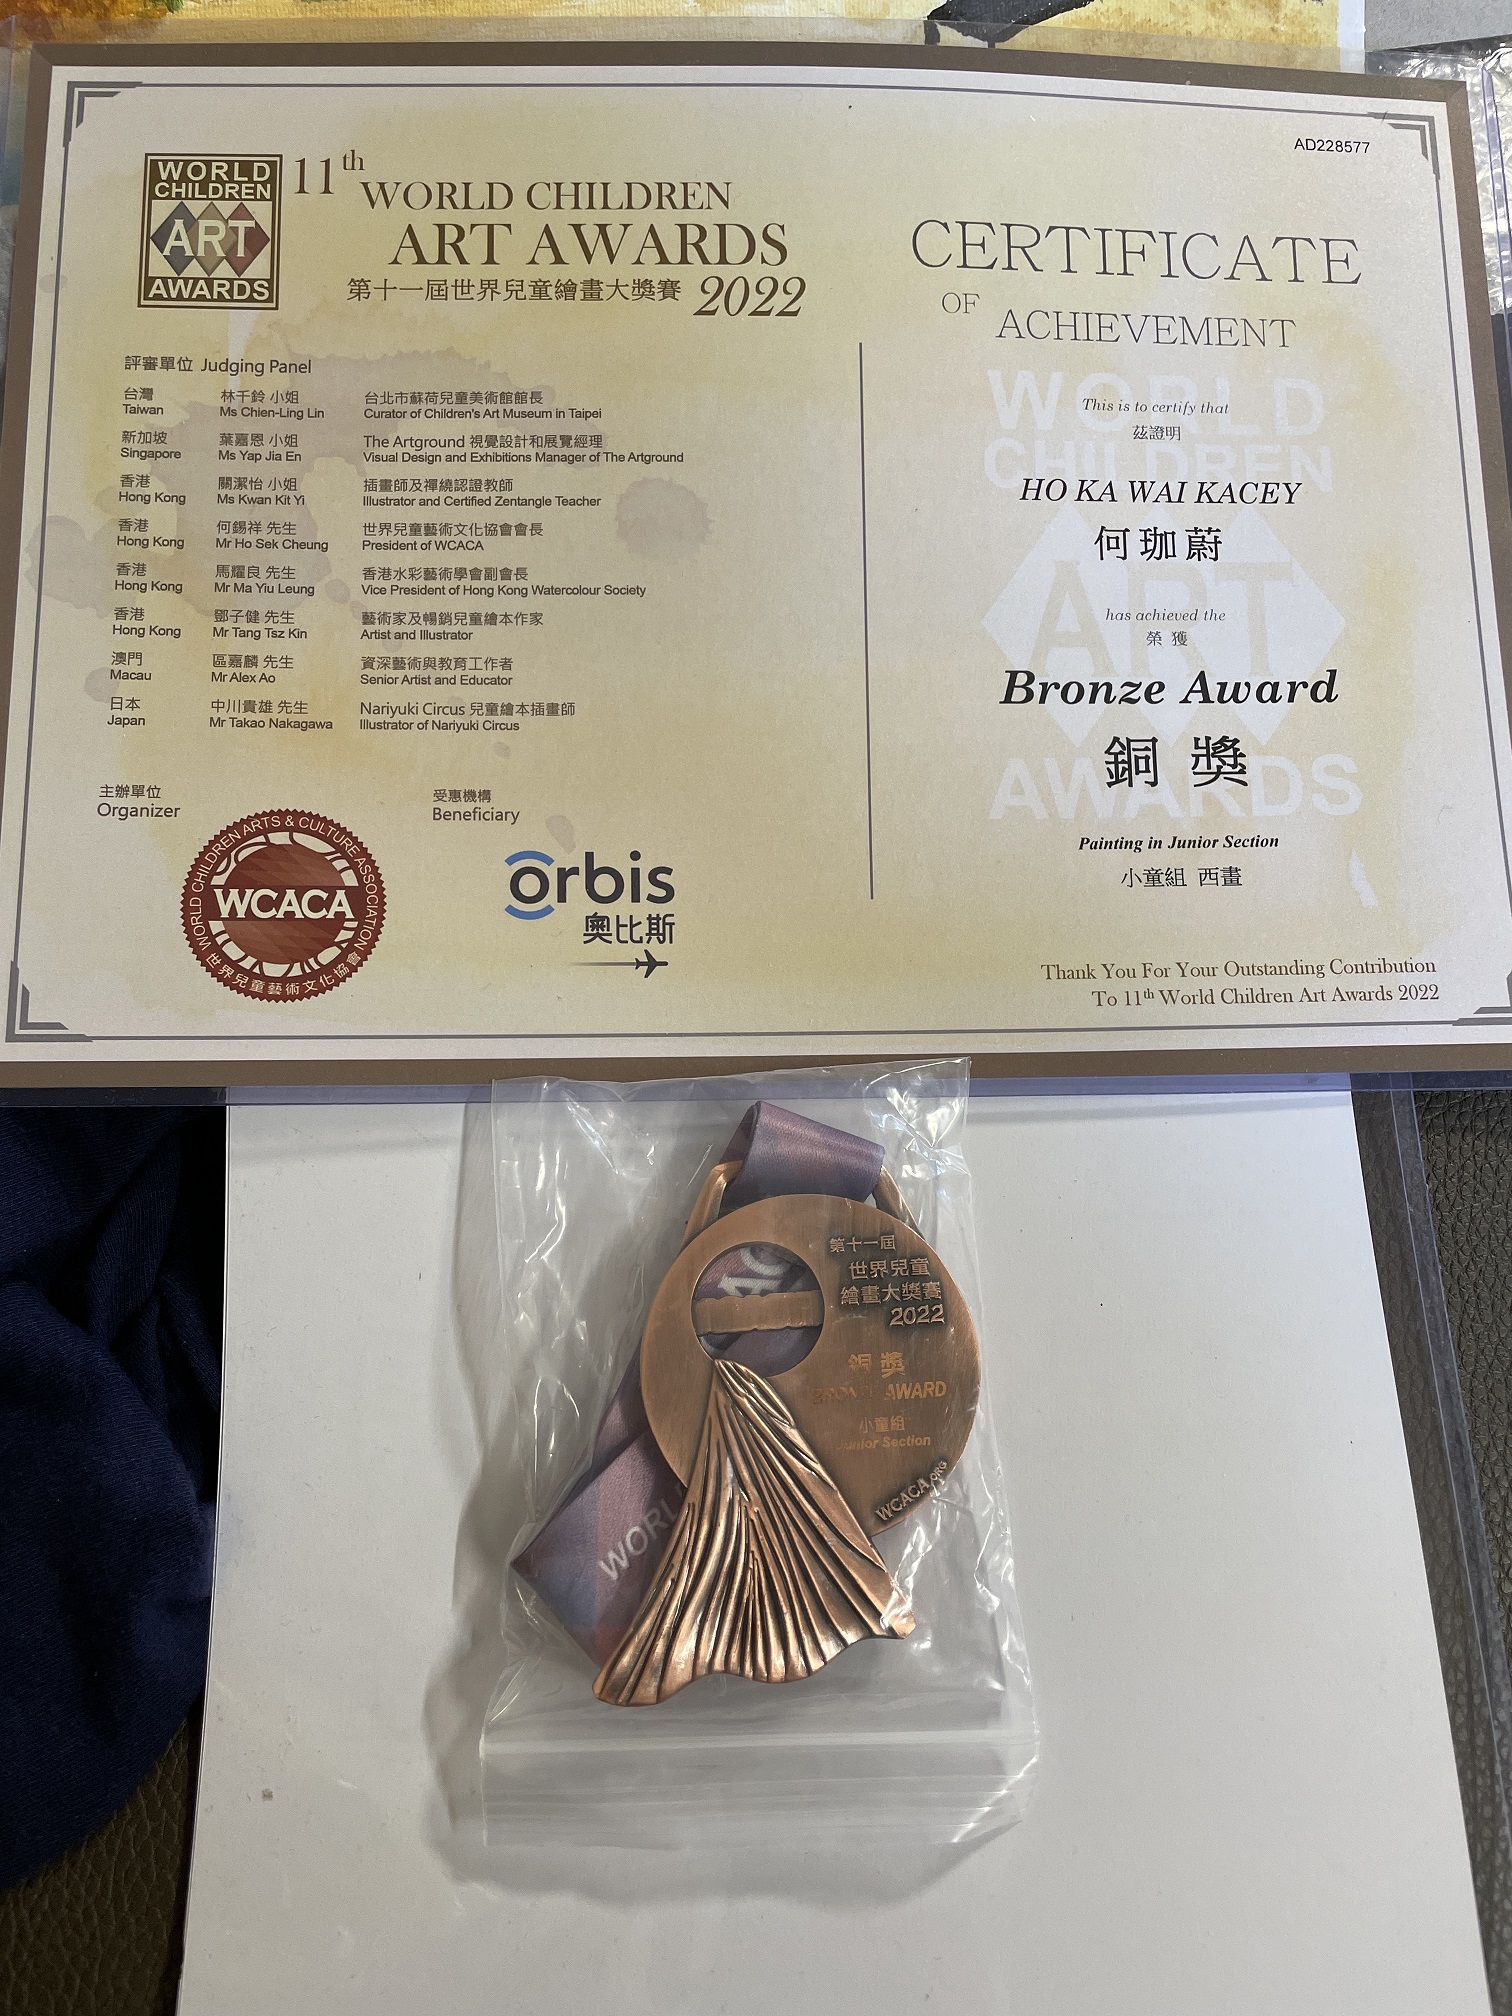 AD228577
WORLD
CHILDREN
ART
AWARDS
11th
WORLD CHILDREN
ART AWARDS
第十一屆世界兒童繪畫大獎賽 2022
評審單位 Judging Panel
台灣 林千鈴 小姐 台北市蘇荷兒童美術館館長
Taiwan Ms Chien-Ling Lin Curator of Children's Art Museum in Taipei
新加坡 葉嘉恩 小姐 The Artground 視覺設計和展覽經理
Singapore Ms Yap Jia En Visual Design and Exhibitions Manager of The Artground
香港 關潔怡 小姐 插畫師及禪繞認證教師
Hong Kong Ms Kwan Kit Yi Illustrator and Certified Zentangle Teacher
香港 何錫祥 先生 世界兒童藝術文化協會會長
Hong Kong Mr Ho Sek Cheung President of WCACA
香港 馬耀良 先生 香港水彩藝術學會副會長
Hong Kong Mr Ma Yiu Leung Vice President of Hong Kong Watercolour Society
香港 鄧子健 先生 藝術家及暢銷兒童繪本作家
Hong Kong Mr Tang Tsz Kin Artist and Illustrator
澳門 區嘉麟 先生 資深藝術與教育工作者
Macau Mr Alex Ao Senior Artist and Educator
日本 中川貴雄 先生 Nariyuki Circus 兒童繪本插畫師
Japan Mr Takao Nakagawa Illustrator of Nariyuki Circus
主辦單位
Organizer
WORLD CHILDREN ARTS & CULTURE ASSOCIATION
WCACA
世界兒童藝術文化協會
受惠機構
Beneficiary
orbis
奧比斯
CERTIFICATE
OF ACHIEVEMENT
WORLD
CHILDREN
ART
AWARDS
This is to certify that
茲證明
HO KA WAI KACEY
何珈蔚
has achieved the
榮獲
Bronze Award
銅獎
Painting in Junior Section
小童組 西畫
Thank You For Your Outstanding Contribution
To 11th World Children Art Awards 2022
第十一屆
世界兒童
繪畫大獎賽
2022
銅獎
BRONZE AWARD
小童組
Junior Section
WCACA.ORG
WORL